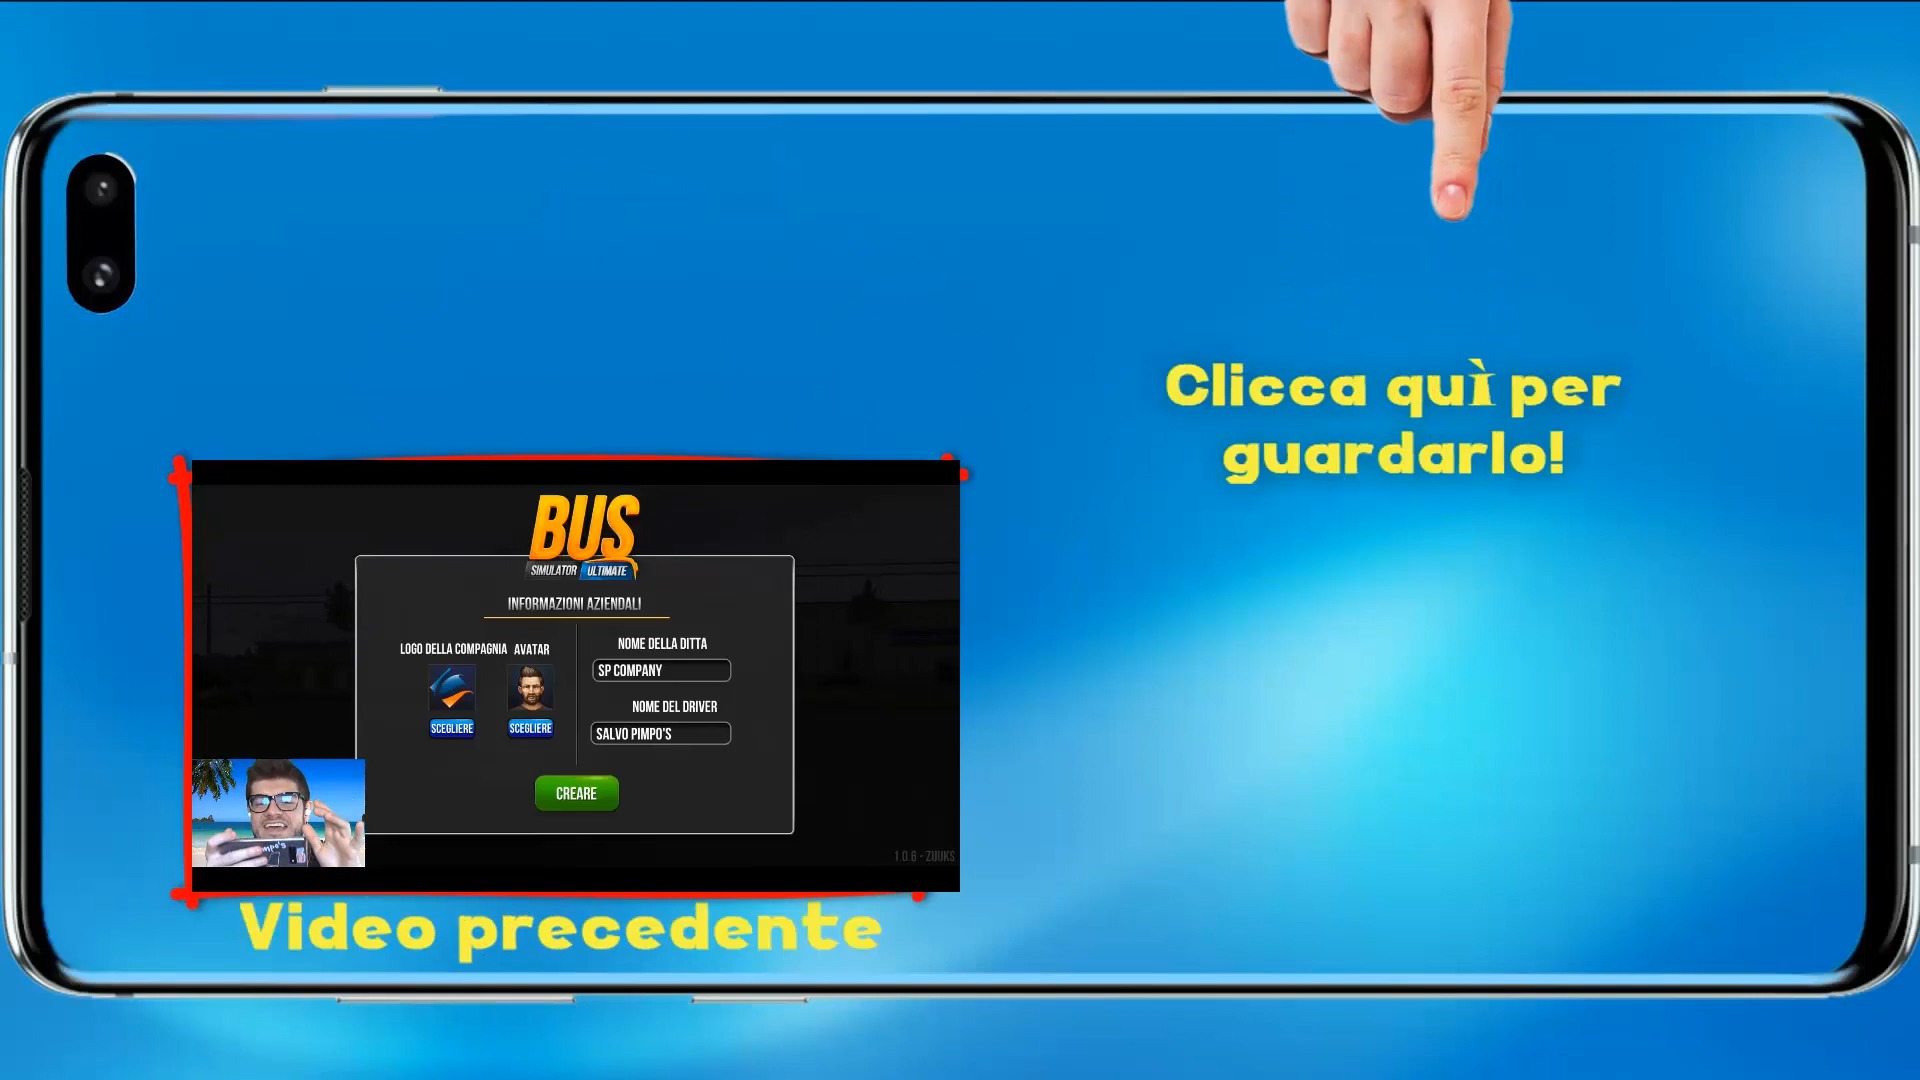 Clicca quì per
guardarlo!
BUS
SIMULATOR ULTIMATE
INFORMAZIONI AZIENDALI
LOGO DELLA COMPAGNIA AVATAR
SCEGLIERE SCEGLIERE
NOME DELLA DITTA
SP COMPANY
NOME DEL DRIVER
SALVO PIMPO'S
CREARE
1.0.8 - ZUUKS
Video precedente